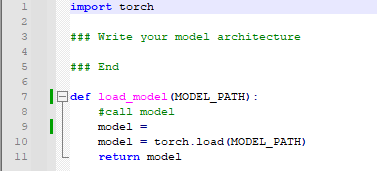 1 import torch
2
3 ### Write your model architecture
4
5 ### End
6
7 def load_model(MODEL_PATH):
8 #call model
9 model =
10 model = torch.load(MODEL_PATH)
11 return model